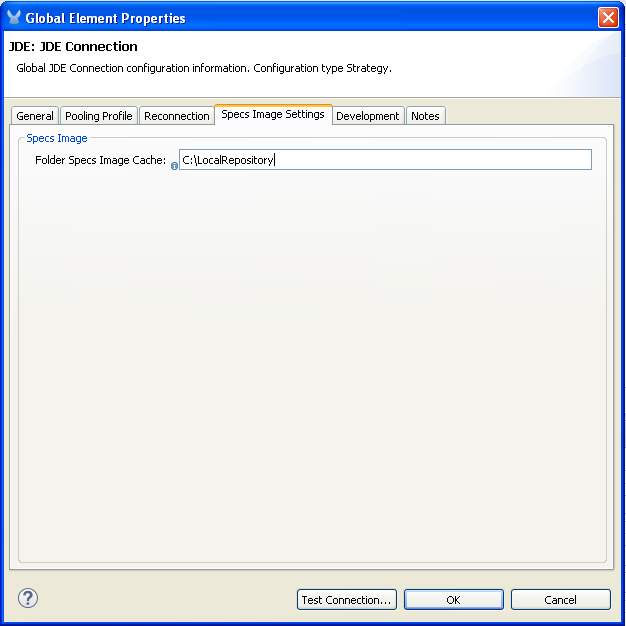 Global Element Properties
JDE: JDE Connection
Global JDE Connection configuration information. Configuration type Strategy.
General Pooling Profile Reconnection Specs Image Settings Development Notes
Specs Image
Folder Specs Image Cache: C:\LocalRepository
Test Connection... OK Cancel